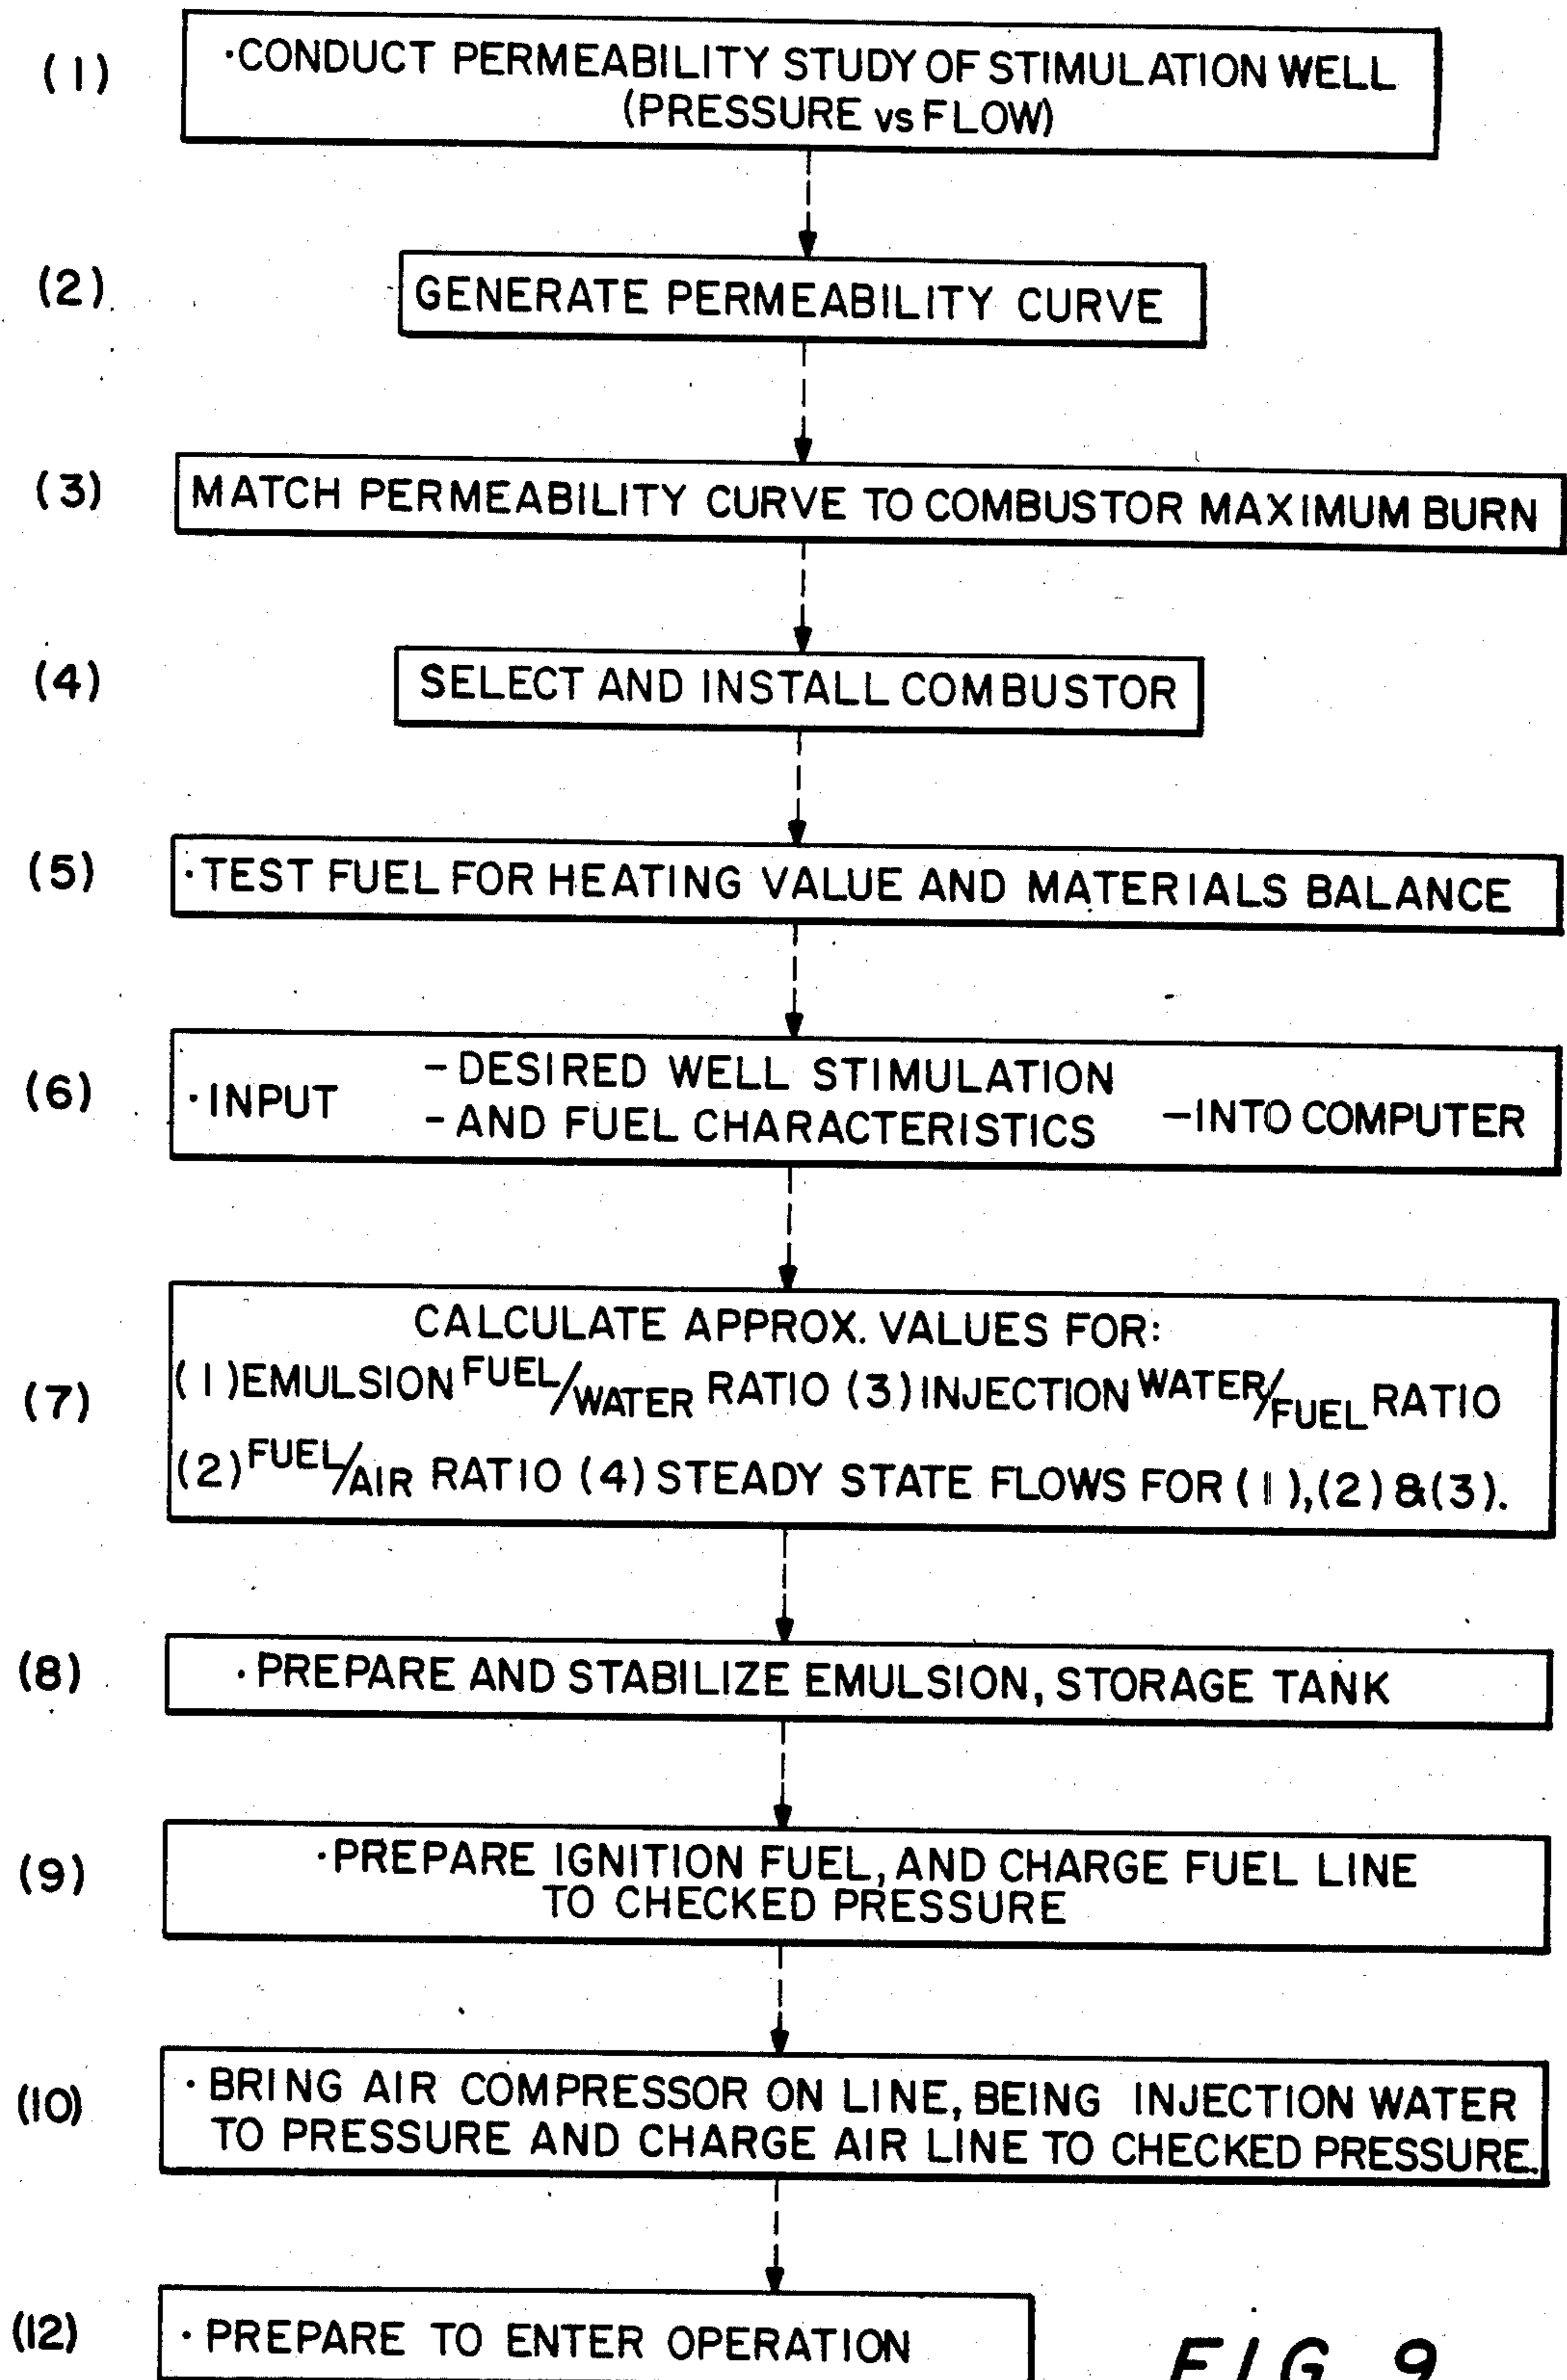 (1) ·CONDUCT PERMEABILITY STUDY OF STIMULATION WELL
(PRESSURE vs FLOW)
(2) GENERATE PERMEABILITY CURVE
(3) MATCH PERMEABILITY CURVE TO COMBUSTOR MAXIMUM BURN
(4) SELECT AND INSTALL COMBUSTOR
(5) ·TEST FUEL FOR HEATING VALUE AND MATERIALS BALANCE
(6) ·INPUT
-DESIRED WELL STIMULATION
-AND FUEL CHARACTERISTICS
-INTO COMPUTER
(7) CALCULATE APPROX. VALUES FOR:
(1) EMULSION FUEL/WATER RATIO (3) INJECTION WATER/FUEL RATIO
(2) FUEL/AIR RATIO (4) STEADY STATE FLOWS FOR (1),(2) &(3).
(8) ·PREPARE AND STABILIZE EMULSION, STORAGE TANK
(9) ·PREPARE IGNITION FUEL, AND CHARGE FUEL LINE
TO CHECKED PRESSURE
(10) ·BRING AIR COMPRESSOR ON LINE, BEING INJECTION WATER
TO PRESSURE AND CHARGE AIR LINE TO CHECKED PRESSURE.
(12) ·PREPARE TO ENTER OPERATION
FIG 9